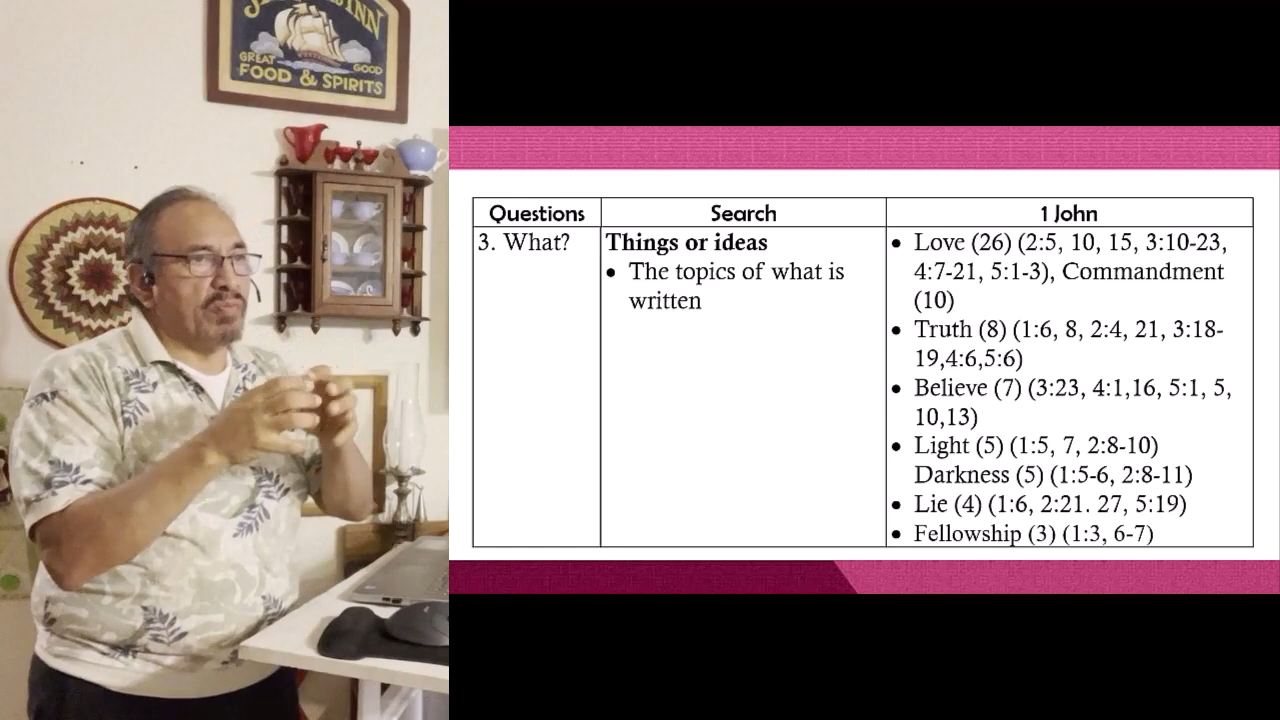 INN
GREAT GOOD
FOOD & SPIRITS
Questions Search 1 John
3. What? Things or ideas • Love (26) (2:5, 10, 15, 3:10-23,
• The topics of what is 4:7-21, 5:1-3), Commandment
written (10)
• Truth (8) (1:6, 8, 2:4, 21, 3:18-
19,4:6,5:6)
• Believe (7) (3:23, 4:1,16, 5:1, 5,
10,13)
• Light (5) (1:5, 7, 2:8-10)
Darkness (5) (1:5-6, 2:8-11)
• Lie (4) (1:6, 2:21. 27, 5:19)
• Fellowship (3) (1:3, 6-7)